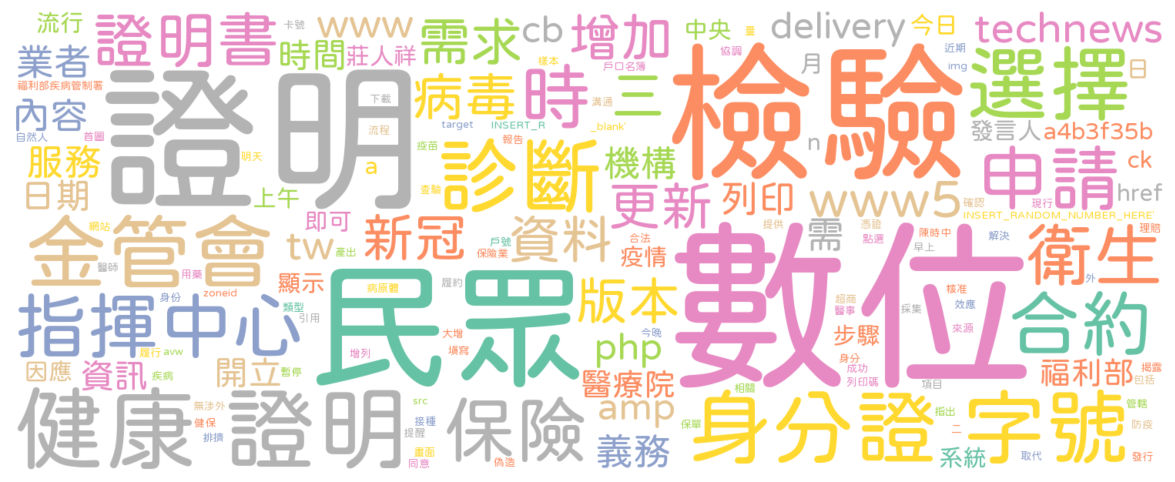 流行
證明書
卡號
www
需求
cb
增加
中央
量
delivery
今日
technews
業者
時間
莊人祥
樣本
協調
戶口名簿
月
近期
img
選擇
日
福利部疾病管制署
內容
證明
下載
病毒
時
三
溝通
檢驗
發言人
a4b3f35b
自然人
首圖
流程
target
INSERT_R
_blank
報告
n
服務
明天
a
疫苗
診斷
機構
申請
ck
href
日期
上午
查驗
更新
列印
www5
確認
現行
INSERT_RANDOM_NUMBER_HERE
金管會
網站
即可
新冠
資料
合法
提供
需
憑證
陳時中
解決
理賠
衛生
醫師
tw
產出
戶號
保險業
疫情
點選
早上
用藥
顯示
病原體
履約
數位
核准
外
指揮中心
身份
zoneid
類型
引用
民眾
版本
超商
醫事
採集
效應
合約
大增
今晚
步驟
來源
履行
avw
增列
填寫
php
身分
成功
揭露
因應
資訊
疾病
開立
暫停
醫療院
列印碼
相關
項目
福利部
包括
健康
無涉外
證明
src
保險
amp
保單
身分證
指出
字號
管轄
健保
接種
提醒
防疫
排擠
畫面
同意
偽造
義務
二
系統
取代
發行